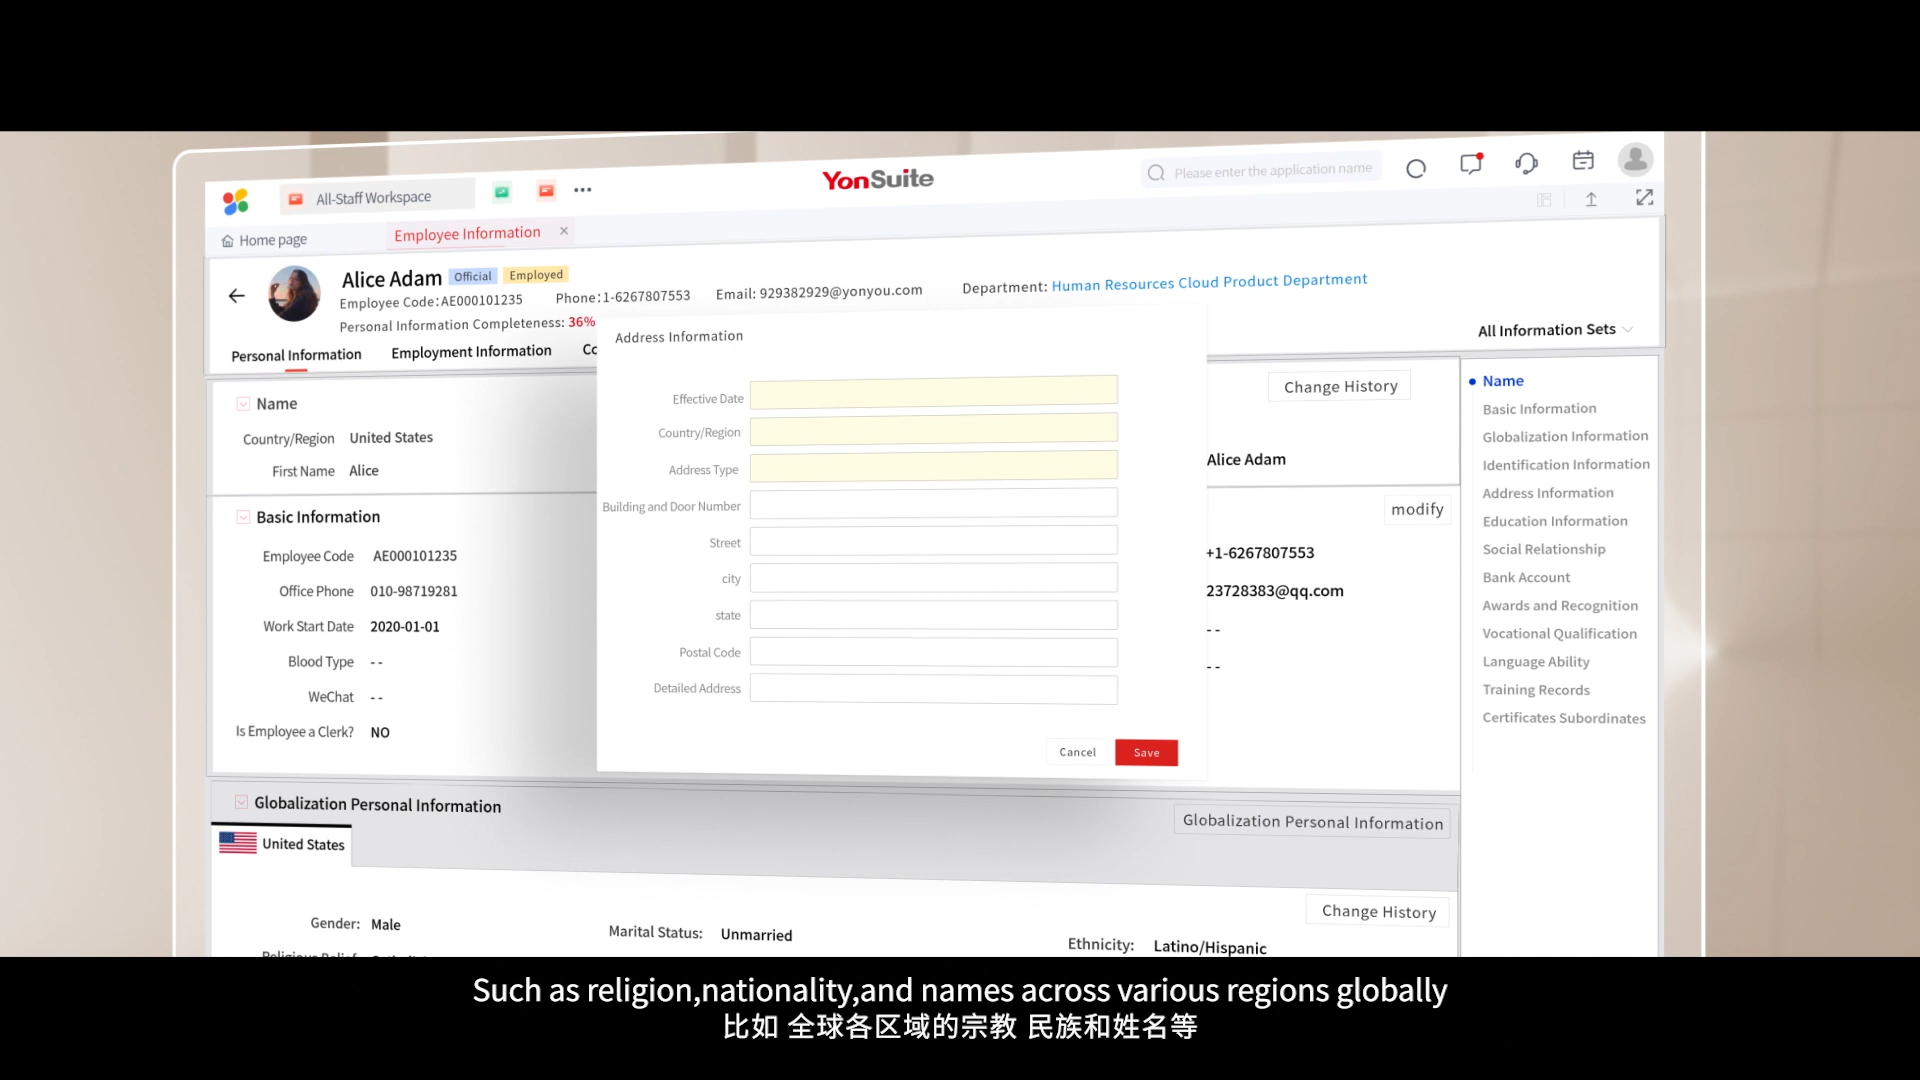 All-Staff Workspace
YonSuite
Please enter the application name
Home page
Employee Information
Alice Adam Official Employed
Employee Code:AE000101235 Phone:1-6267807553 Email: 929382929@yonyou.com Department: Human Resources Cloud Product Department
Personal Information Completeness: 36%
All Information Sets
Personal Information Employment Information
Address Information
Effective Date
Country/Region
Address Type
Building and Door Number
Street
city
state
Postal Code
Detailed Address
Cancel Save
Name
Country/Region United States
First Name Alice
Change History
Alice Adam
Basic Information
modify
Employee Code AE000101235
Office Phone 010-98719281
Work Start Date 2020-01-01
Blood Type --
WeChat --
Is Employee a Clerk? NO
+1-6267807553
23728383@qq.com
--
--
Name
Basic Information
Globalization Information
Identification Information
Address Information
Education Information
Social Relationship
Bank Account
Awards and Recognition
Vocational Qualification
Language Ability
Training Records
Certificates Subordinates
Globalization Personal Information
Globalization Personal Information
United States
Change History
Gender: Male Marital Status: Unmarried Ethnicity: Latino/Hispanic
Such as religion,nationality,and names across various regions globally
比如 全球各区域的宗教 民族和姓名等